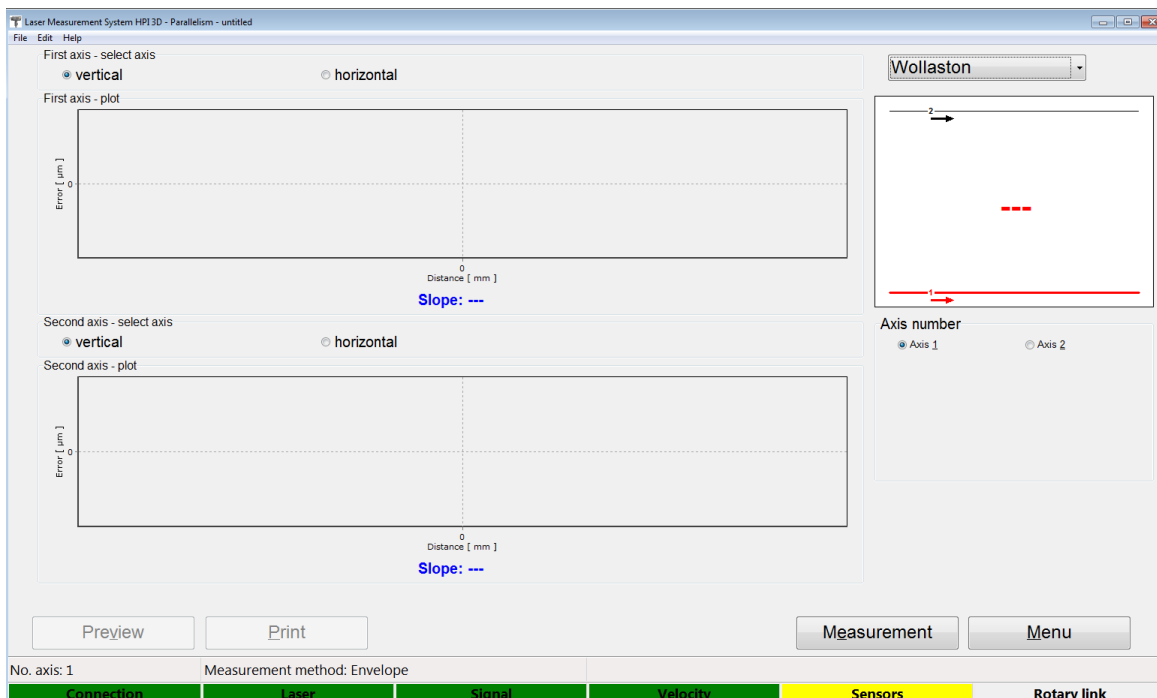 Laser Measurement System HPI 3D - Parallelism - untitled
File Edit Help
First axis - select axis
vertical horizontal
Wollaston
First axis - plot
Error [ µm ]
0
0
Distance [ mm ]
Slope: ---
2
---
1
Second axis - select axis
vertical horizontal
Axis number
Axis 1 Axis 2
Second axis - plot
Error [ µm ]
0
0
Distance [ mm ]
Slope: ---
Preview Print Measurement Menu
No. axis: 1 Measurement method: Envelope
Connection Laser Signal Velocity Sensors Rotary link